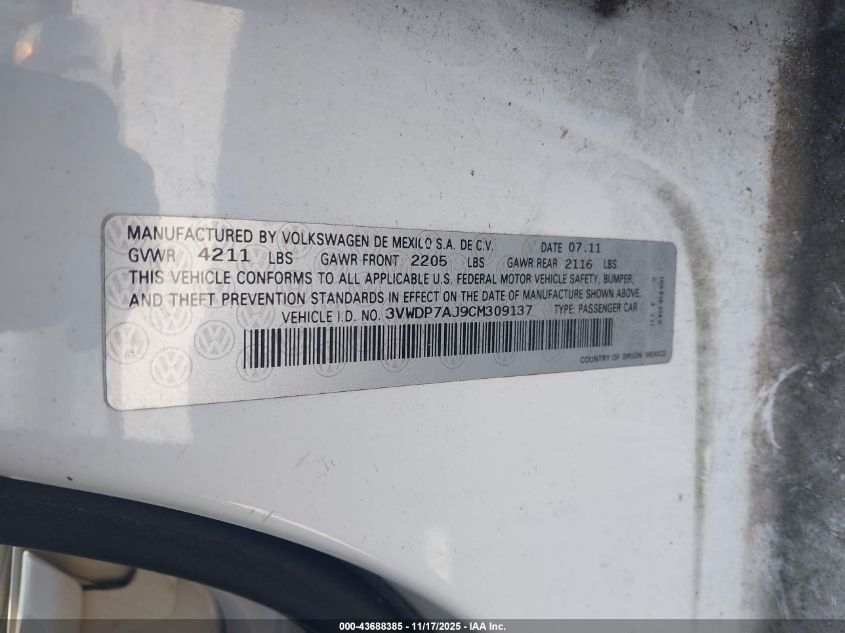 MANUFACTURED BY VOLKSWAGEN DE MEXICO S.A. DE C.V. DATE 07.11
GVWR 4211 LBS GAWR FRONT 2205 LBS GAWR REAR 2116 LBS
THIS VEHICLE CONFORMS TO ALL APPLICABLE U.S. FEDERAL MOTOR VEHICLE SAFETY, BUMPER,
AND THEFT PREVENTION STANDARDS IN EFFECT ON THE DATE OF MANUFACTURE SHOWN ABOVE.
VEHICLE I.D. NO. 3VWDP7AJ9CM309137 TYPE: PASSENGER CAR
COUNTRY OF ORIGIN: MEXICO
000-43688385 - 11/17/2025 - IAA Inc.